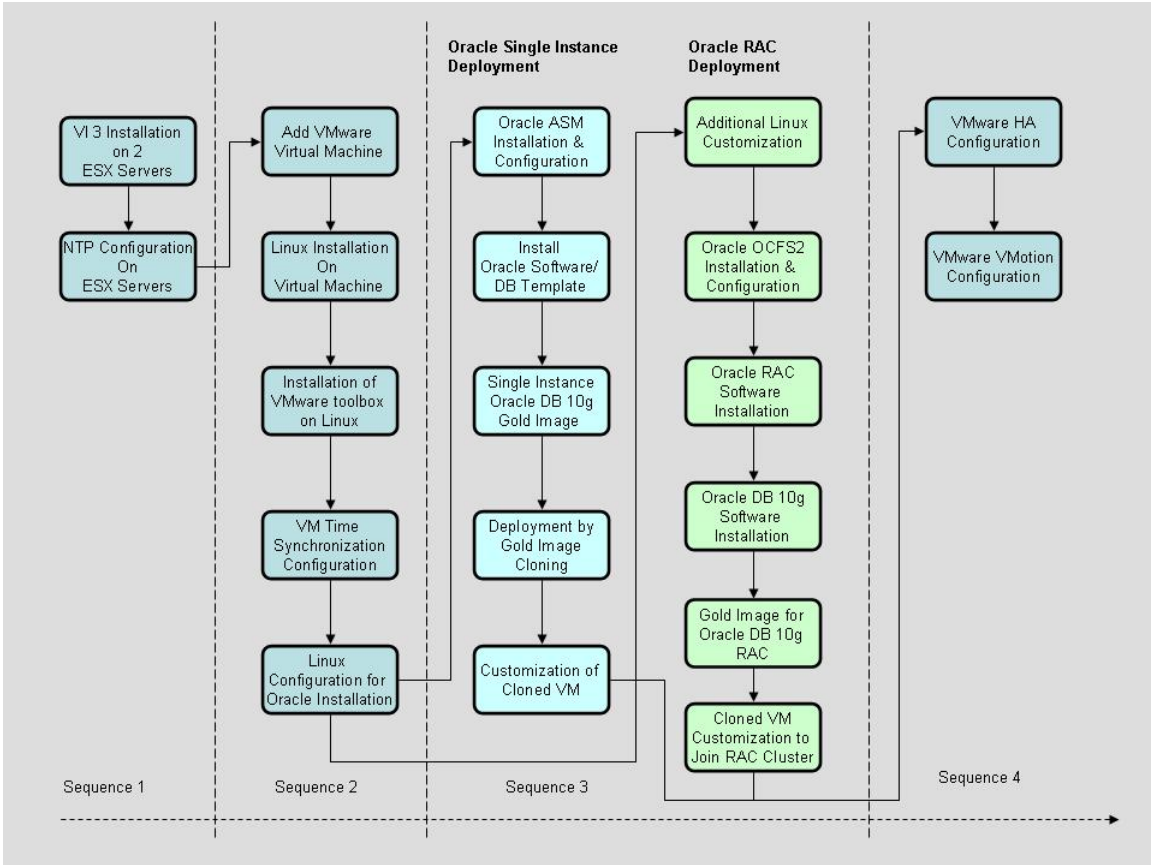 Oracle Single Instance
Deployment
Oracle RAC
Deployment
VI 3 Installation
on 2
ESX Servers
NTP Configuration
On
ESX Servers
Add VMware
Virtual Machine
Linux Installation
On
Virtual Machine
Installation of
VMware toolbox
on Linux
VM Time
Synchronization
Configuration
Linux
Configuration for
Oracle Installation
Oracle ASM
Installation &
Configuration
Install
Oracle Software/
DB Template
Single Instance
Oracle DB 10g
Gold Image
Deployment by
Gold Image
Cloning
Customization of
Cloned VM
Additional Linux
Customization
Oracle OCFS2
Installation &
Configuration
Oracle RAC
Software
Installation
Oracle DB 10g
Software
Installation
Gold Image for
Oracle DB 10g
RAC
Cloned VM
Customization to
Join RAC Cluster
VMware HA
Configuration
VMware VMotion
Configuration
Sequence 1
Sequence 2
Sequence 3
Sequence 4